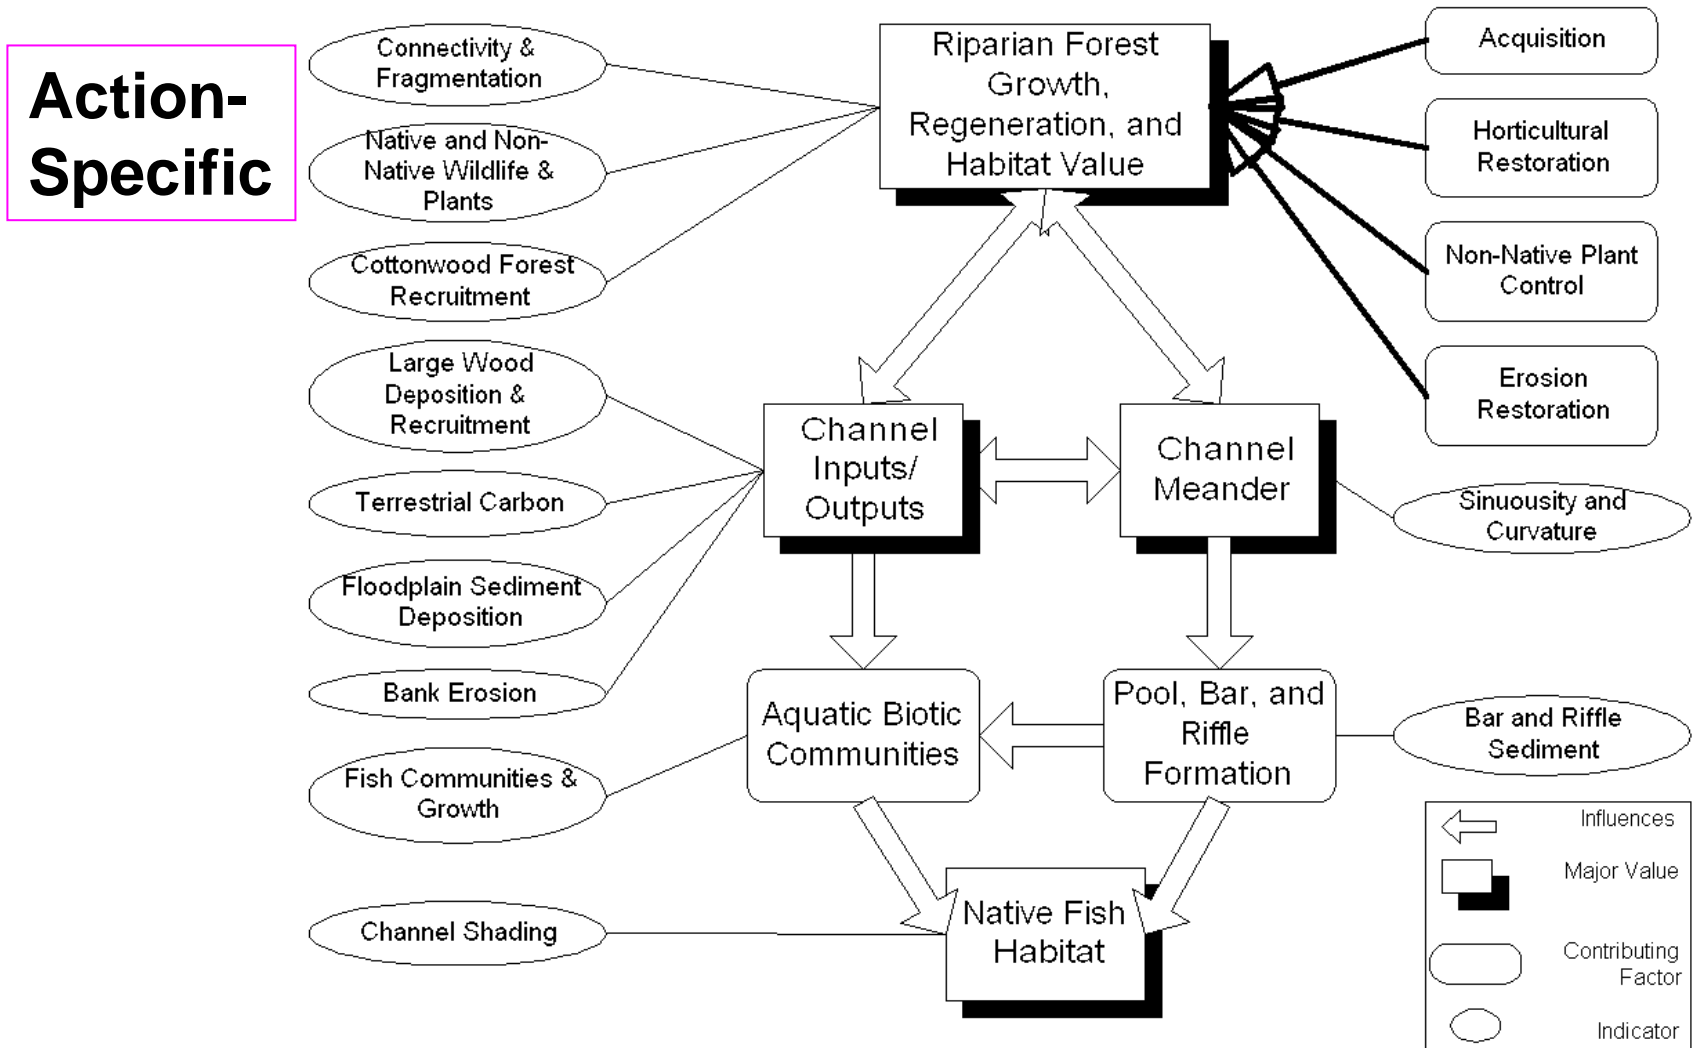 Action-
Specific
Connectivity &
Fragmentation
Native and Non-
Native Wildlife &
Plants
Cottonwood Forest
Recruitment
Large Wood
Deposition &
Recruitment
Terrestrial Carbon
Floodplain Sediment
Deposition
Bank Erosion
Fish Communities &
Growth
Channel Shading
Riparian Forest
Growth,
Regeneration, and
Habitat Value
Channel
Inputs/
Outputs
Channel
Meander
Aquatic Biotic
Communities
Pool, Bar, and
Riffle
Formation
Native Fish
Habitat
Acquisition
Horticultural
Restoration
Non-Native Plant
Control
Erosion
Restoration
Sinuousity and
Curvature
Bar and Riffle
Sediment
Influences
Major Value
Contributing
Factor
Indicator